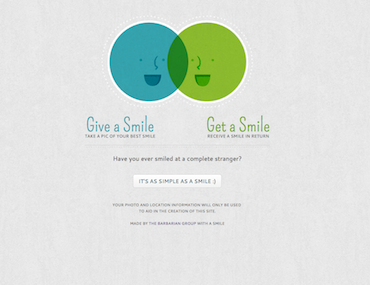 Give a Smile
TAKE A PIC OF YOUR BEST SMILE
Get a Smile
RECEIVE A SMILE IN RETURN
Have you ever smiled at a complete stranger?
IT'S AS SIMPLE AS A SMILE :)
YOUR PHOTO AND LOCATION INFORMATION WILL ONLY BE USED
TO AID IN THE CREATION OF THIS SITE.
MADE BY THE BARBARIAN GROUP WITH A SMILE